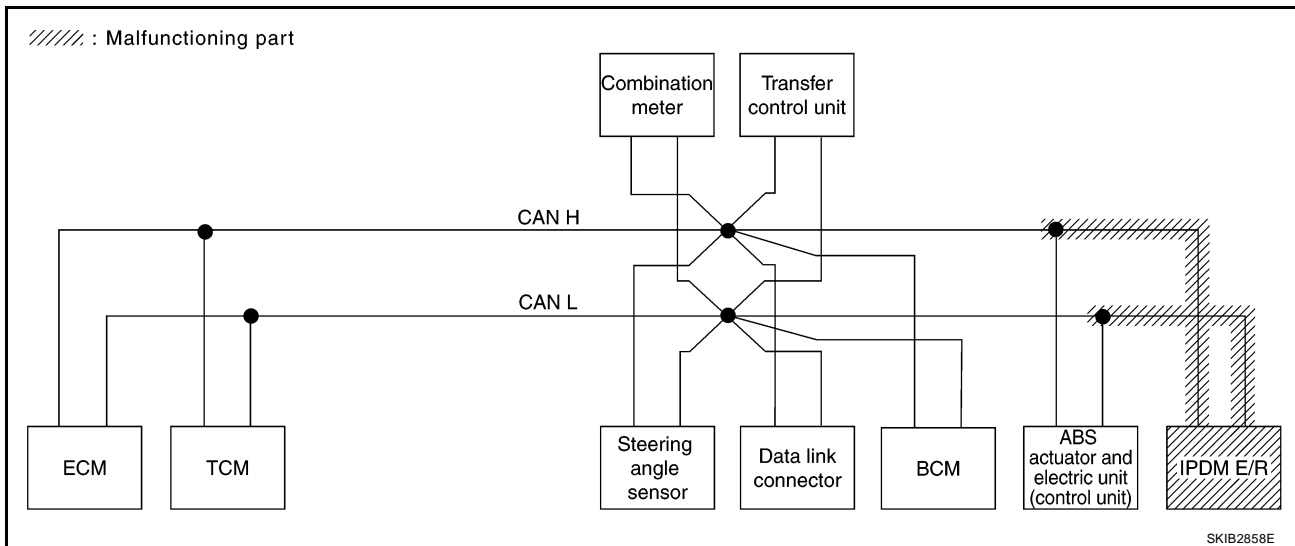 : Malfunctioning part
Combination
meter
Transfer
control unit
CAN H
CAN L
ECM
TCM
Steering
angle
sensor
Data link
connector
BCM
ABS
actuator and
electric unit
(control unit)
IPDM E/R
SKIB2858E